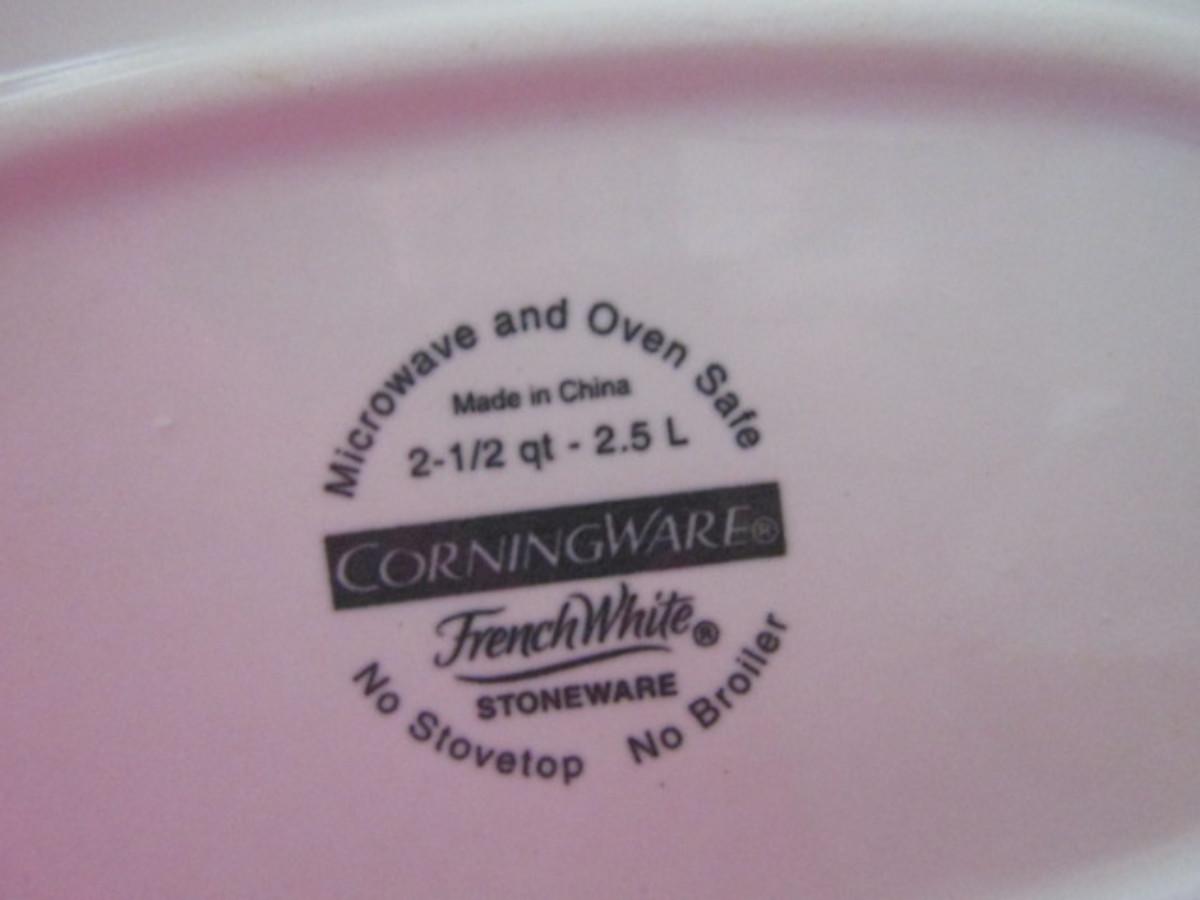 Microwave and Oven Safe
Made in China
2-1/2 qt - 2.5 L
CORNINGWARE®
FrenchWhite®
STONEWARE
No Stovetop No Broiler